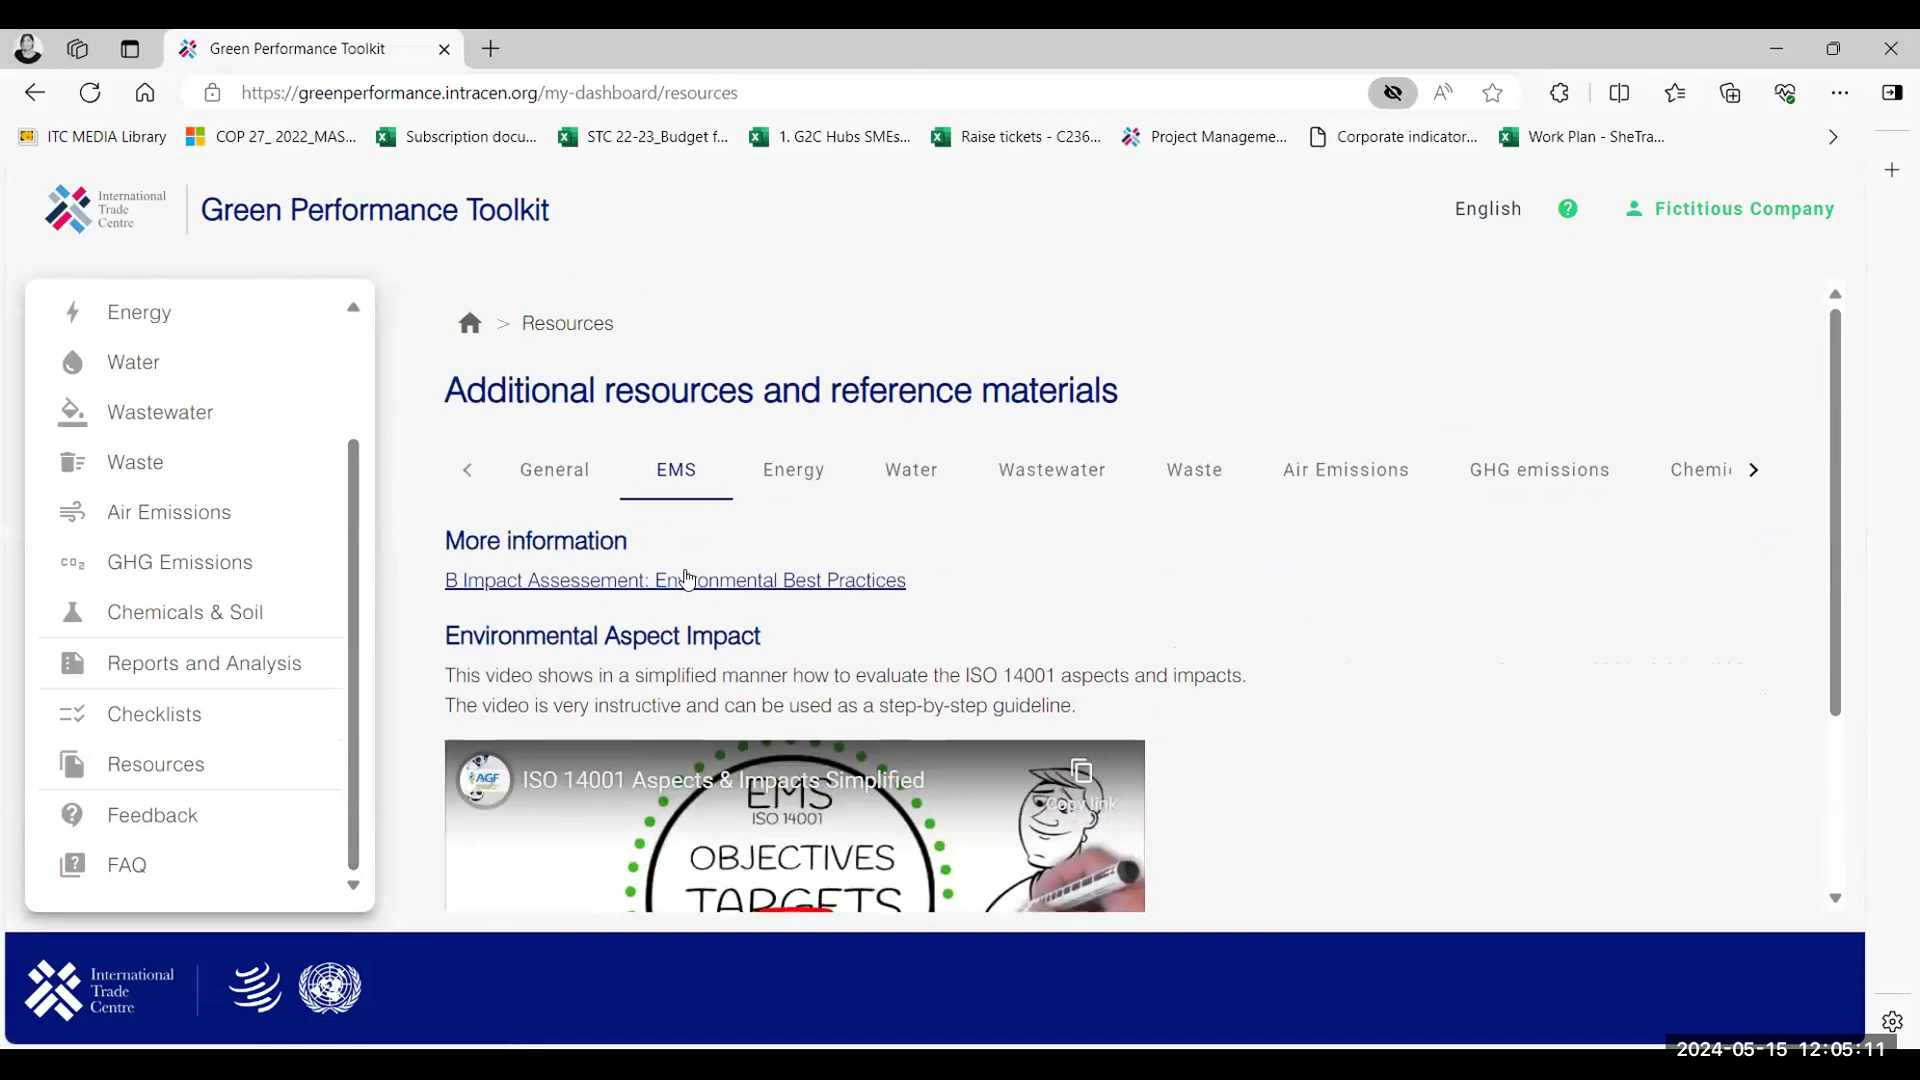 Green Performance Toolkit
https://greenperformance.intracen.org/my-dashboard/resources
ITC MEDIA Library
COP 27_ 2022_MAS...
Subscription docu...
STC 22-23_Budget f...
1. G2C Hubs SMEs...
Raise tickets - C236...
Project Manageme...
Corporate indicator...
Work Plan - SheTra...
International
Trade
Centre
Green Performance Toolkit
English
Fictitious Company
Energy
Water
Wastewater
Waste
Air Emissions
GHG Emissions
Chemicals & Soil
Reports and Analysis
Checklists
Resources
Feedback
FAQ
> Resources
Additional resources and reference materials
General
EMS
Energy
Water
Wastewater
Waste
Air Emissions
GHG emissions
Chemi
More information
B Impact Assessement: Environmental Best Practices
Environmental Aspect Impact
This video shows in a simplified manner how to evaluate the ISO 14001 aspects and impacts.
The video is very instructive and can be used as a step-by-step guideline.
AGF
ISO 14001 Aspects & Impacts Simplified
Copy link
EMS
ISO 14001
OBJECTIVES
TARGETS
International
Trade
Centre
2024-05-15 12:05:11